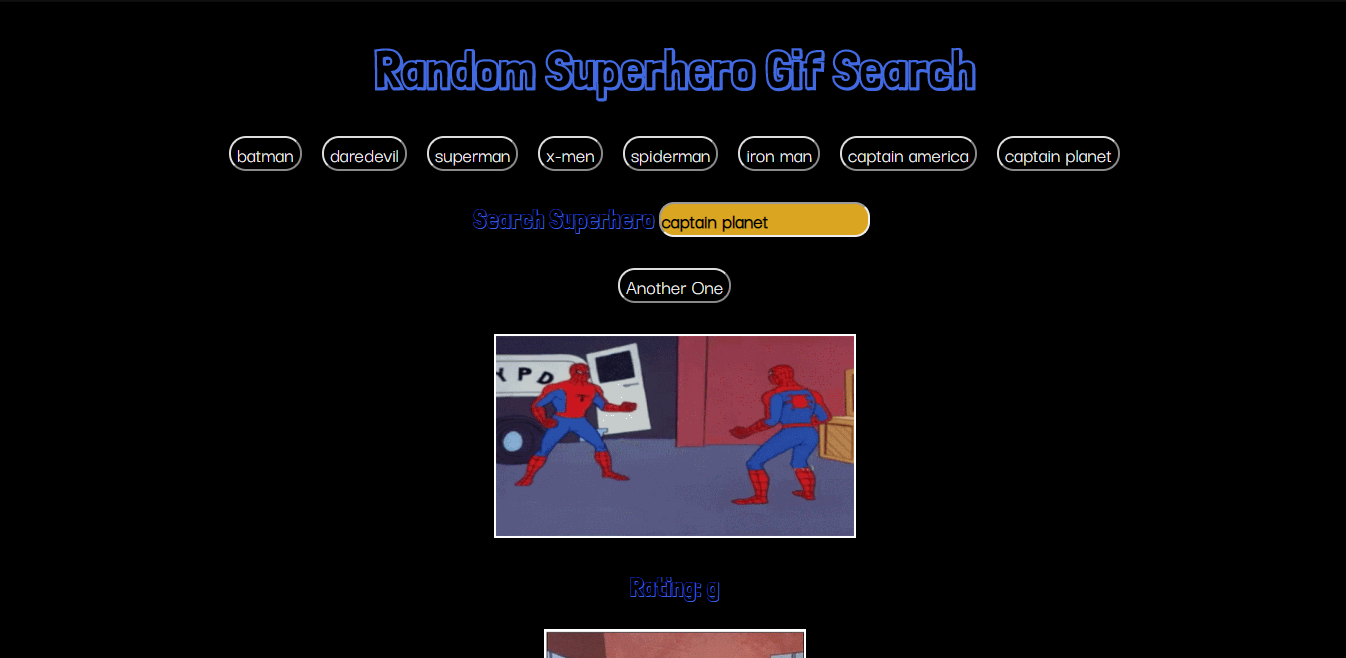 Random Superhero Gif Search
batman daredevil superman x-men spiderman iron man captain america captain planet
Search Superhero captain planet
Another One
YPD
Rating: g